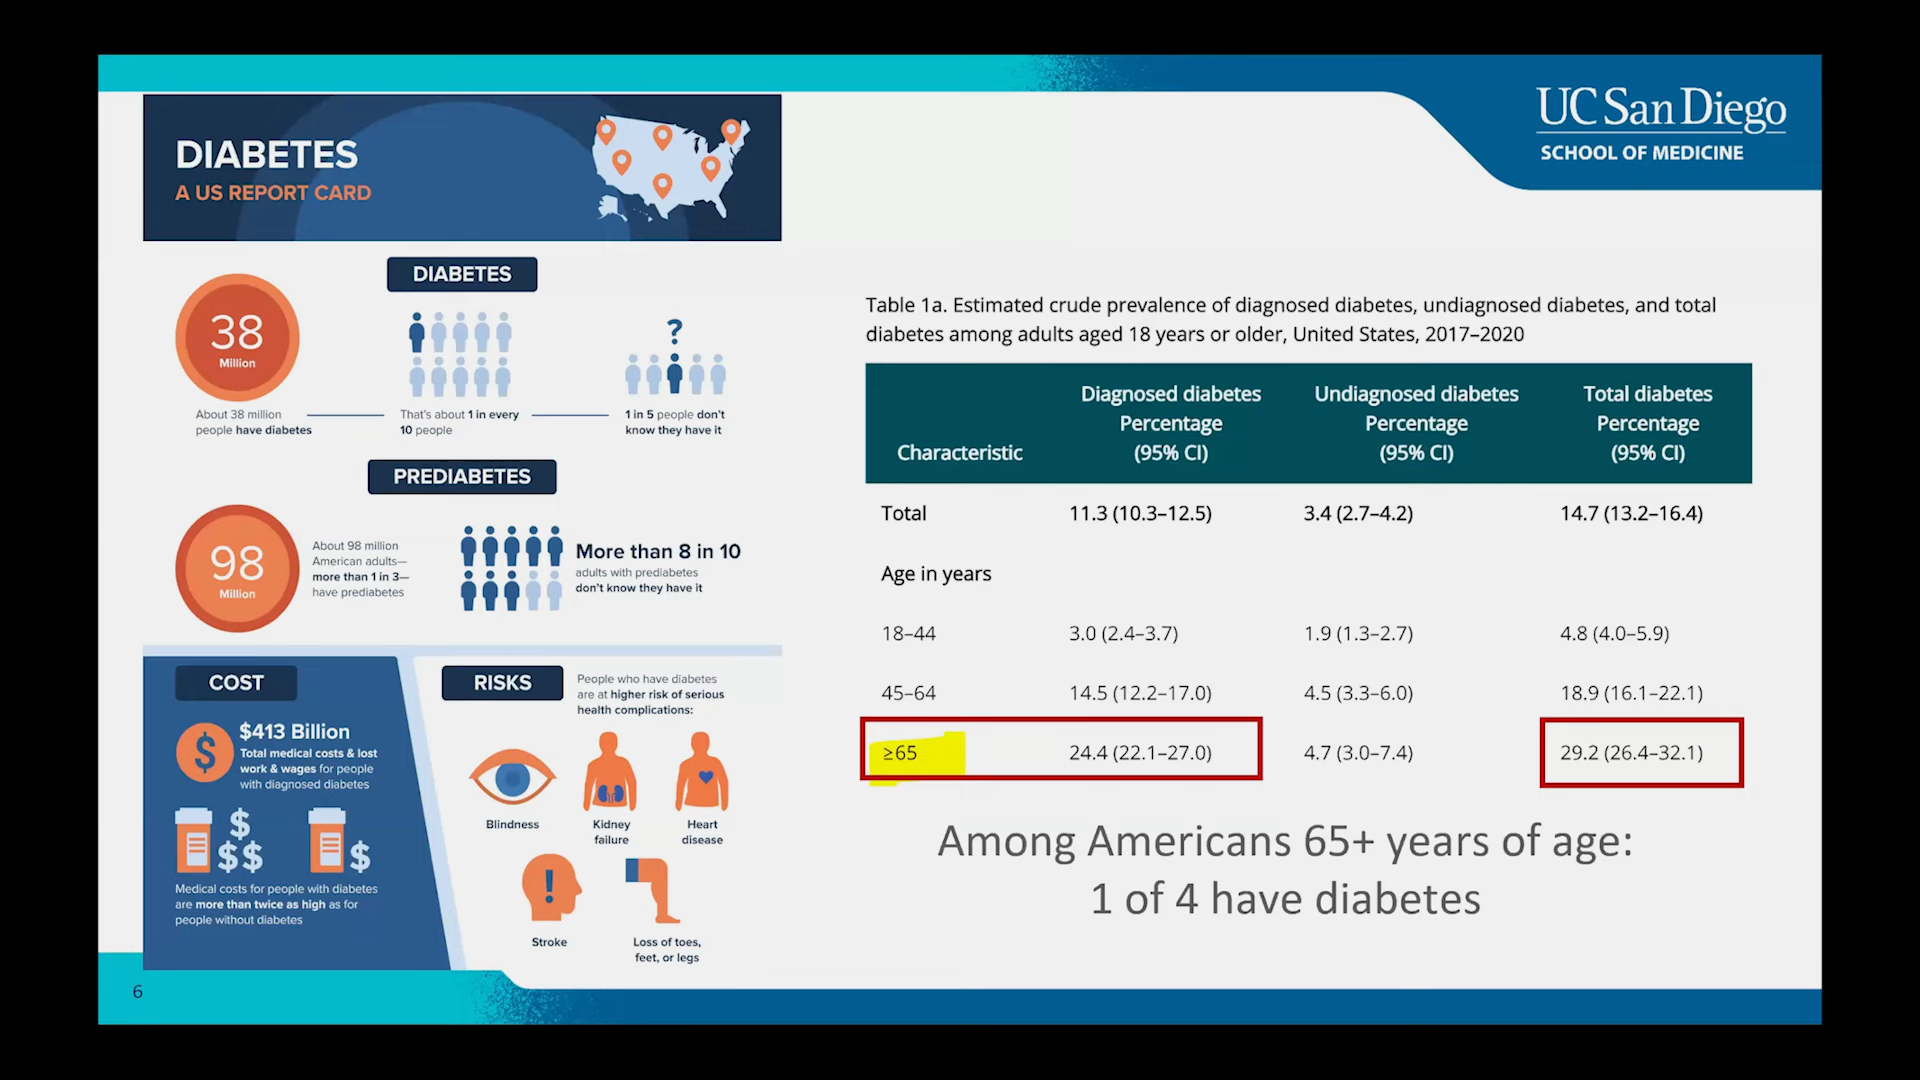 UC San Diego
SCHOOL OF MEDICINE
DIABETES
A US REPORT CARD
DIABETES
38
Million
?
About 38 million
people have diabetes
That's about 1 in every
10 people
1 in 5 people don't
know they have it
PREDIABETES
98
Million
About 98 million
American adults—
more than 1 in 3—
have prediabetes
More than 8 in 10
adults with prediabetes
don't know they have it
COST
$
$413 Billion
Total medical costs & lost
work & wages for people
with diagnosed diabetes
$
$$
$
Medical costs for people with diabetes
are more than twice as high as for
people without diabetes
RISKS
People who have diabetes
are at higher risk of serious
health complications:
Blindness
Kidney
failure
Heart
disease
!
Stroke
Loss of toes,
feet, or legs
Table 1a. Estimated crude prevalence of diagnosed diabetes, undiagnosed diabetes, and total
diabetes among adults aged 18 years or older, United States, 2017–2020
Characteristic
Diagnosed diabetes
Percentage
(95% CI)
Undiagnosed diabetes
Percentage
(95% CI)
Total diabetes
Percentage
(95% CI)
Total 11.3 (10.3–12.5) 3.4 (2.7–4.2) 14.7 (13.2–16.4)
Age in years
18–44 3.0 (2.4–3.7) 1.9 (1.3–2.7) 4.8 (4.0–5.9)
45–64 14.5 (12.2–17.0) 4.5 (3.3–6.0) 18.9 (16.1–22.1)
≥65 24.4 (22.1–27.0) 4.7 (3.0–7.4) 29.2 (26.4–32.1)
Among Americans 65+ years of age:
1 of 4 have diabetes
6